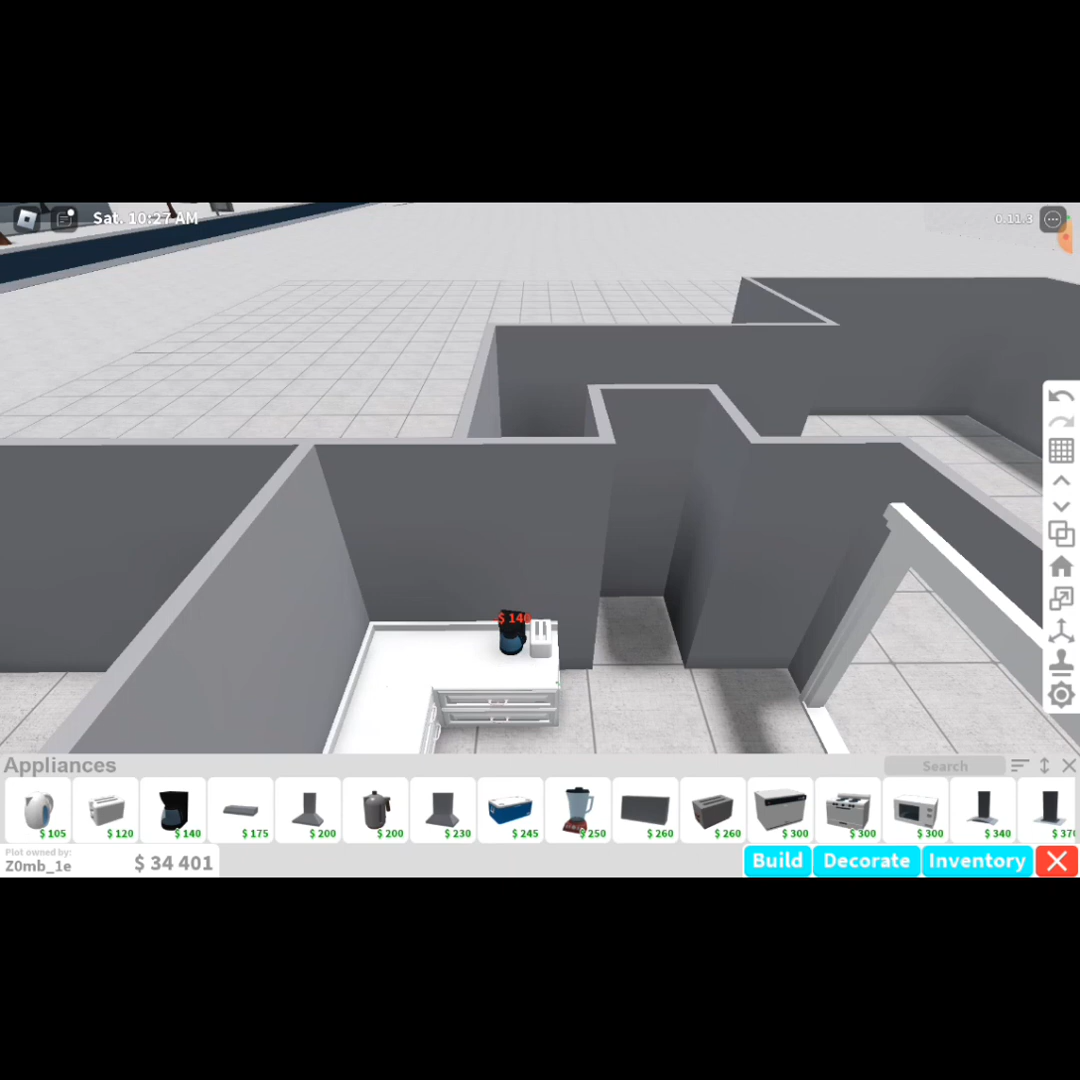 Sat. 10:27 AM
0.11.3
$ 140
Appliances
Search
$ 105
$ 120
$ 140
$ 175
$ 200
$ 200
$ 230
$ 245
$ 250
$ 260
$ 260
$ 300
$ 300
$ 300
$ 340
$ 370
Plot owned by:
Z0mb_1e
$ 34 401
Build
Decorate
Inventory